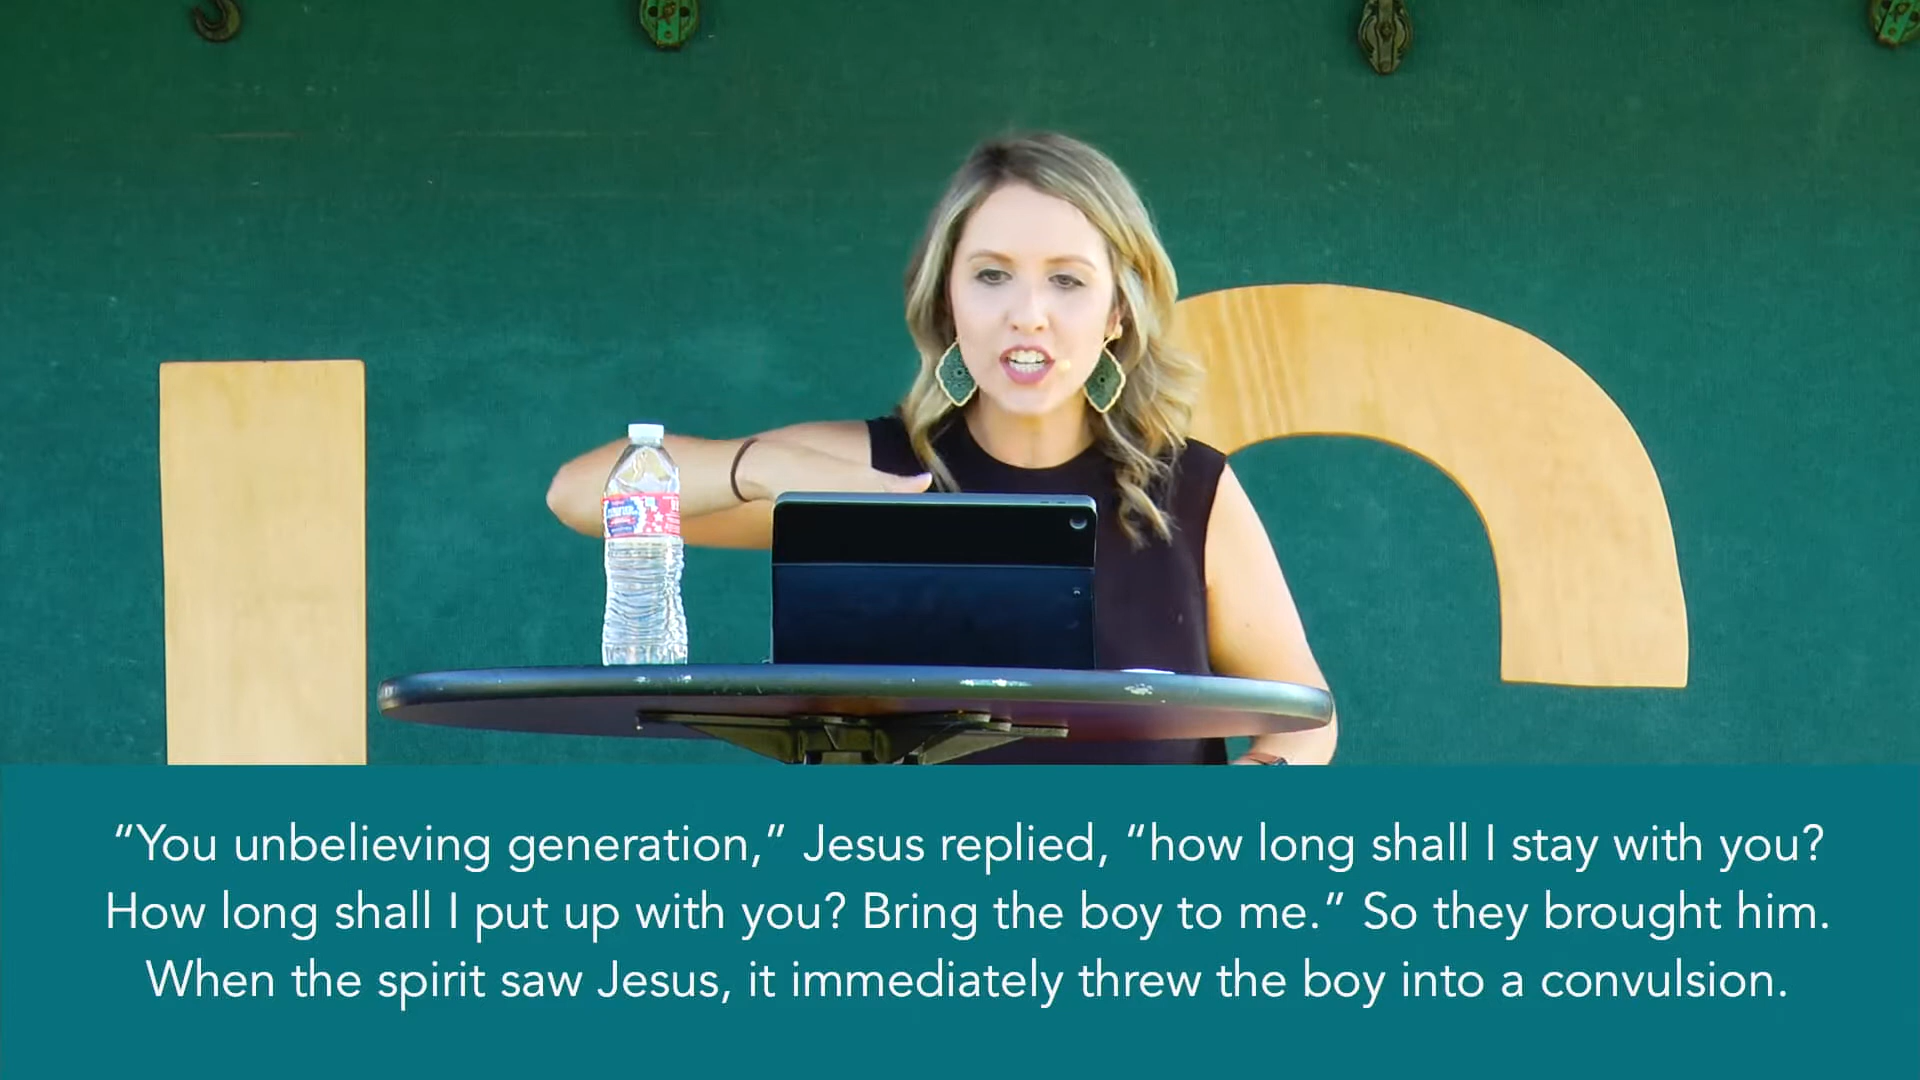 “You unbelieving generation,” Jesus replied, “how long shall I stay with you?
How long shall I put up with you? Bring the boy to me.” So they brought him.
When the spirit saw Jesus, it immediately threw the boy into a convulsion.